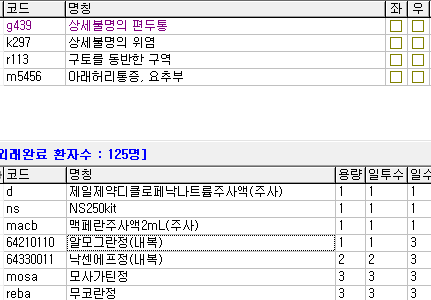 코드 명칭 좌 우
g439 상세불명의 편두통
k297 상세불명의 위염
r113 구토를 동반한 구역
m5456 아래허리통증, 요추부
외래완료 환자수 : 125명]
코드 명칭 용량 일투수 일수
d 제일제약디클로페낙나트륨주사액(주사) 1 1 1
ns NS250kit 1 1 1
macb 맥페란주사액2mL(주사) 1 1 1
64210110 알모그란정(내복) 1 1 3
64330011 낙센에프정(내복) 2 2 3
mosa 모사가틴정 3 3 3
reba 무코란정 3 3 3